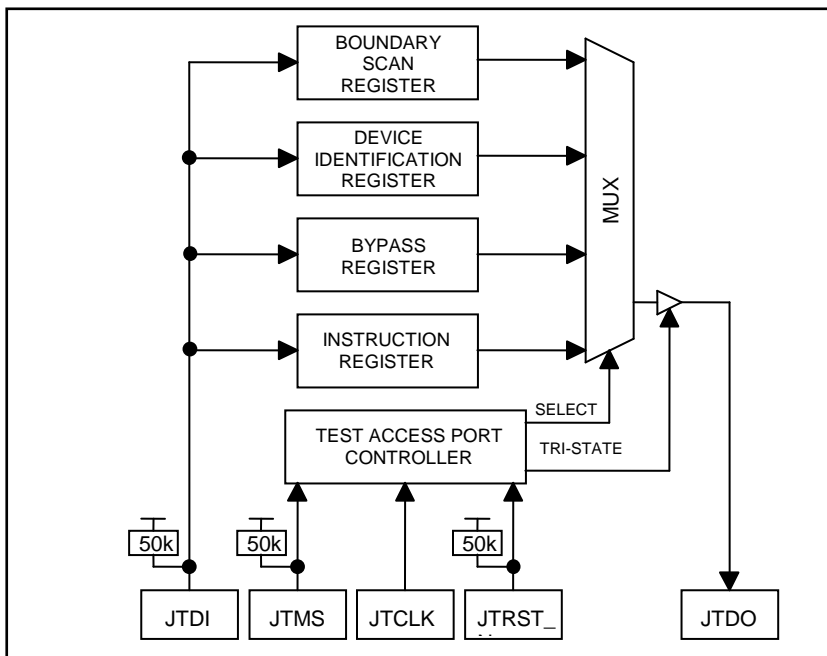 BOUNDARY
SCAN
REGISTER
DEVICE
IDENTIFICATION
REGISTER
BYPASS
REGISTER
INSTRUCTION
REGISTER
MUX
SELECT
TEST ACCESS PORT
CONTROLLER
TRI-STATE
50k
50k
50k
JTDI
JTMS
JTCLK
JTRST_
JTDO